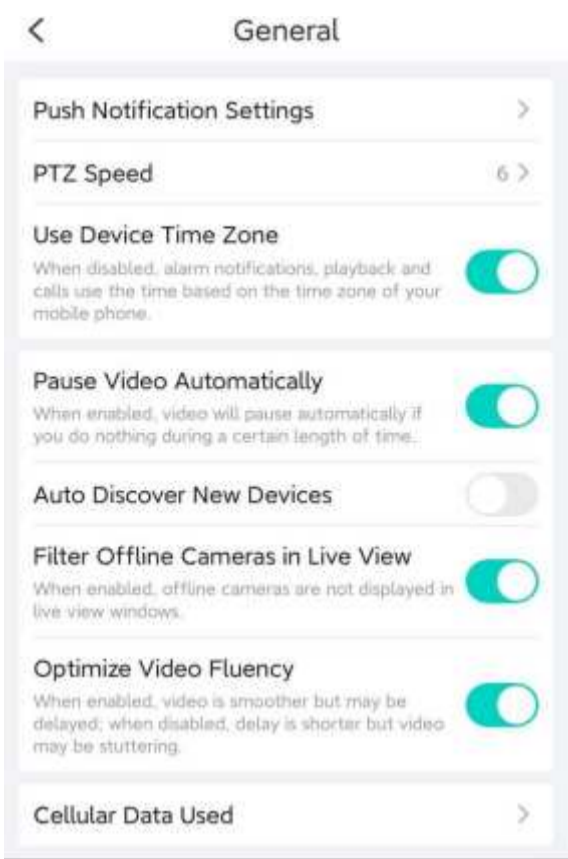 General
Push Notification Settings
PTZ Speed 6
Use Device Time Zone
When disabled, alarm notifications, playback and
calls use the time based on the time zone of your
mobile phone.
Pause Video Automatically
When enabled, video will pause automatically if
you do nothing during a certain length of time.
Auto Discover New Devices
Filter Offline Cameras in Live View
When enabled, offline cameras are not displayed in
live view windows.
Optimize Video Fluency
When enabled, video is smoother but may be
delayed; when disabled, delay is shorter but video
may be stuttering.
Cellular Data Used